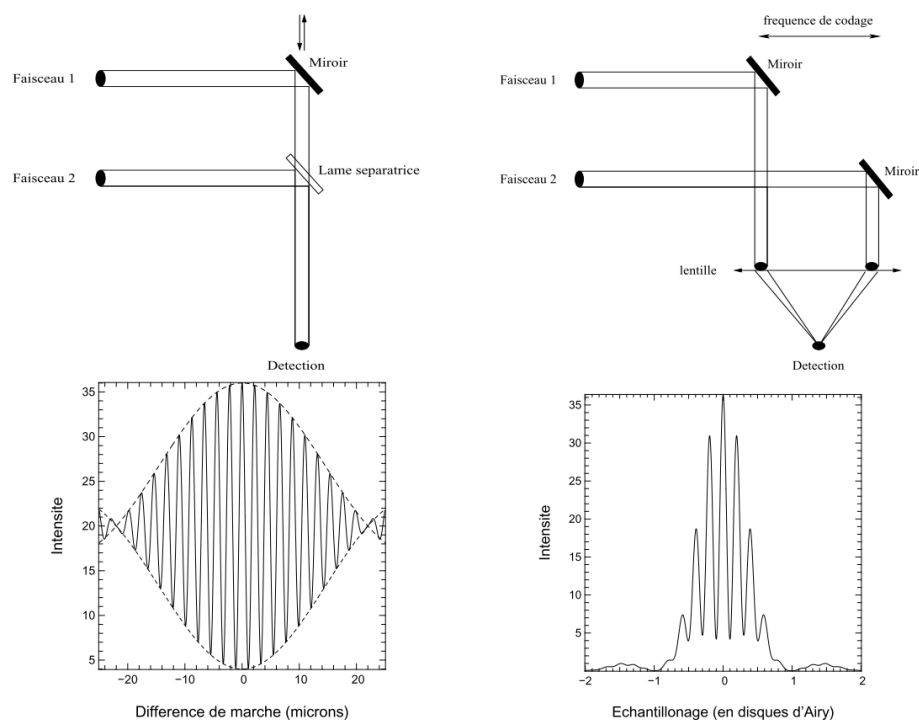 Faisceau 1
Miroir
Faisceau 2
Lame separatrice
Detection
frequence de codage
Faisceau 1
Miroir
Faisceau 2
Miroir
lentille
Detection
Intensite
35
30
25
20
15
10
5
−20
−10
0
10
20
Difference de marche (microns)
Intensite
35
30
25
20
15
10
5
−2
−1
0
1
2
Echantillonage (en disques d'Airy)